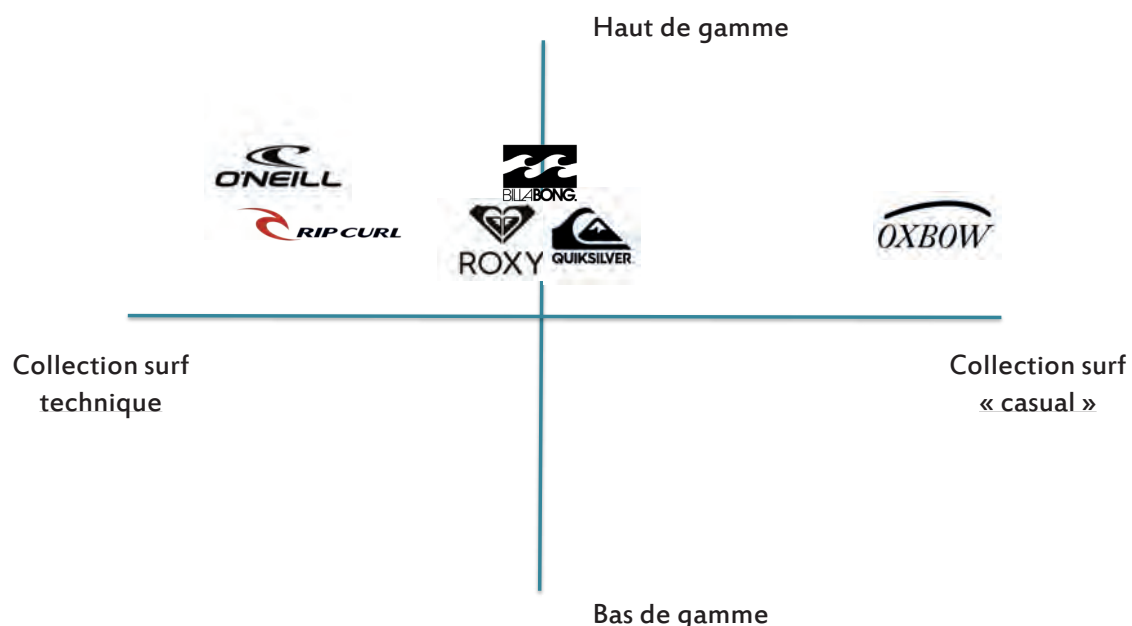 Haut de gamme
O'NEILL
BILLABONG.
RIP CURL
ROXY
QUIKSILVER
OXBOW
Collection surf
technique
Collection surf
« casual »
Bas de gamme